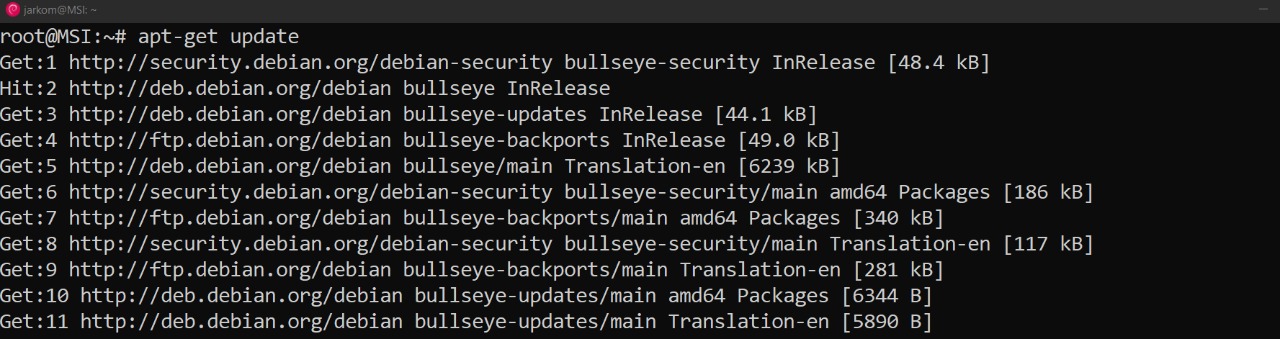 jarkom@MSI: ~
root@MSI:~# apt-get update
Get:1 http://security.debian.org/debian-security bullseye-security InRelease [48.4 kB]
Hit:2 http://deb.debian.org/debian bullseye InRelease
Get:3 http://deb.debian.org/debian bullseye-updates InRelease [44.1 kB]
Get:4 http://ftp.debian.org/debian bullseye-backports InRelease [49.0 kB]
Get:5 http://deb.debian.org/debian bullseye/main Translation-en [6239 kB]
Get:6 http://security.debian.org/debian-security bullseye-security/main amd64 Packages [186 kB]
Get:7 http://ftp.debian.org/debian bullseye-backports/main amd64 Packages [340 kB]
Get:8 http://security.debian.org/debian-security bullseye-security/main Translation-en [117 kB]
Get:9 http://ftp.debian.org/debian bullseye-backports/main Translation-en [281 kB]
Get:10 http://deb.debian.org/debian bullseye-updates/main amd64 Packages [6344 B]
Get:11 http://deb.debian.org/debian bullseye-updates/main Translation-en [5890 B]